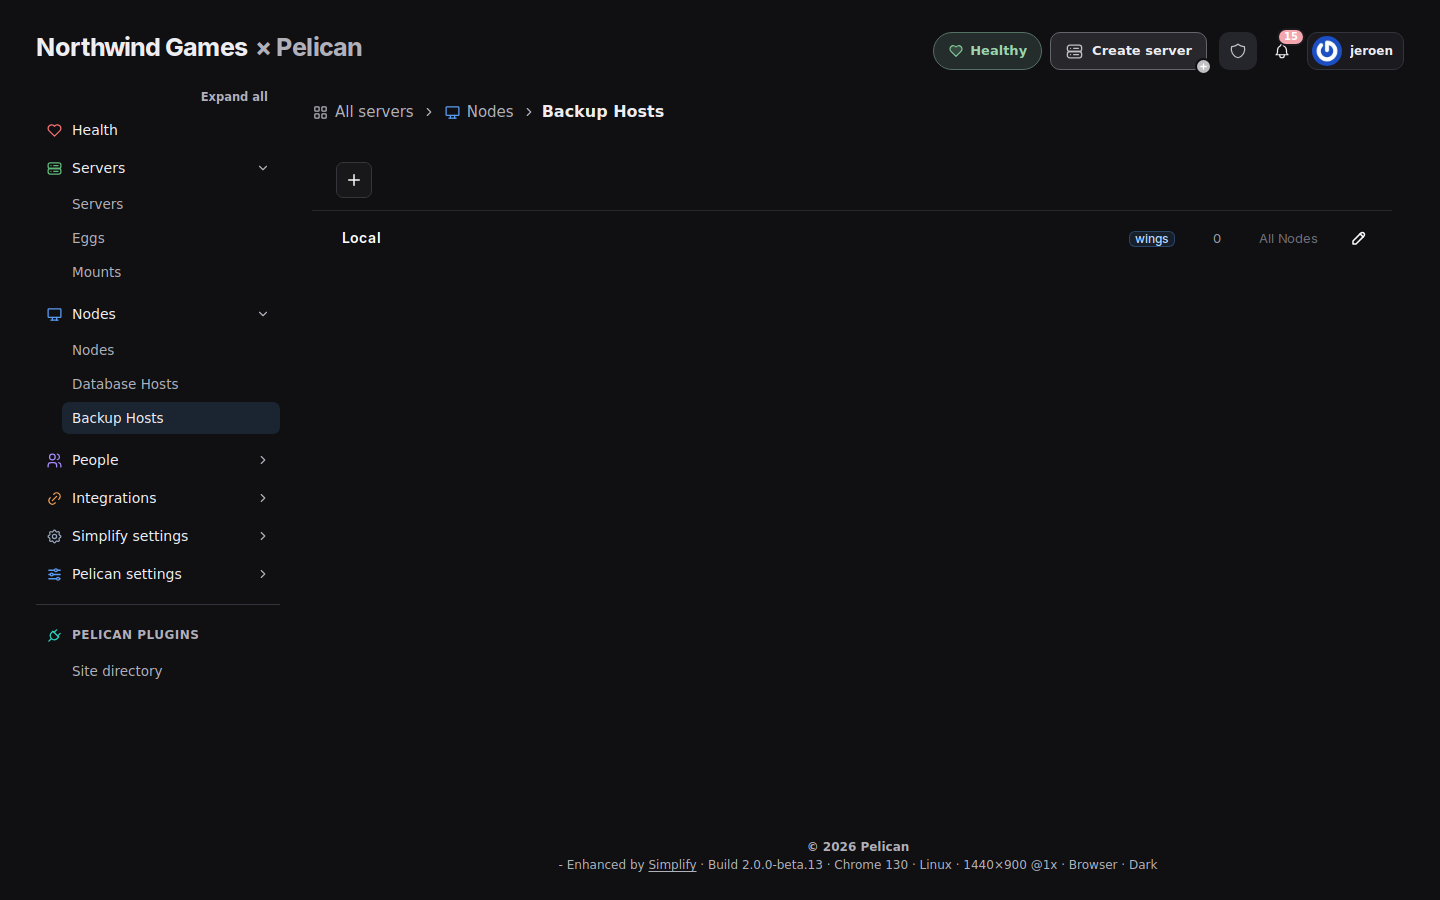 Northwind Games × Pelican
Healthy
Create server
15
jeroen
Expand all
Health
Servers
Servers
Eggs
Mounts
Nodes
Nodes
Database Hosts
Backup Hosts
People
Integrations
Simplify settings
Pelican settings
PELICAN PLUGINS
Site directory
All servers > Nodes > Backup Hosts
Local wings 0 All Nodes
© 2026 Pelican
- Enhanced by Simplify · Build 2.0.0-beta.13 · Chrome 130 · Linux · 1440×900 @1x · Browser · Dark